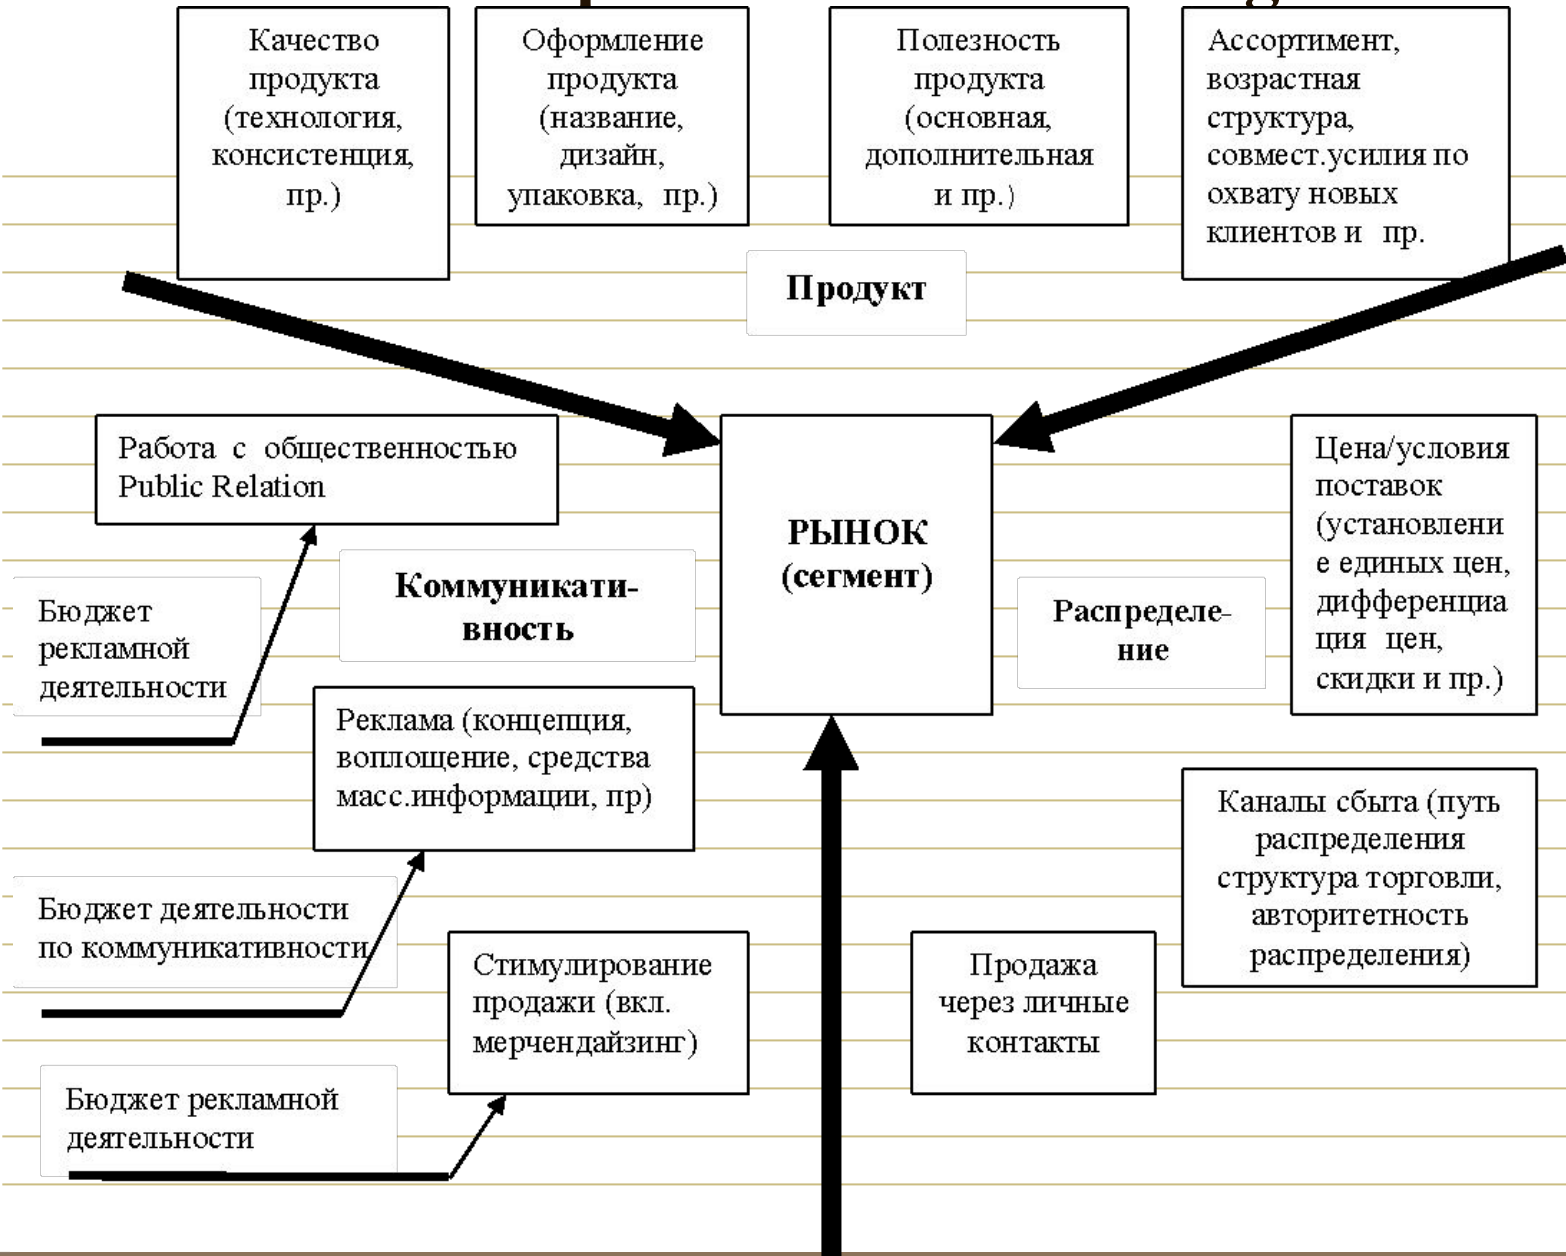 Качество
продукта
(технология,
консистенция,
пр.)
Оформление
продукта
(название,
дизайн,
упаковка, пр.)
Полезность
продукта
(основная,
дополнительная
и пр.)
Ассортимент,
возрастная
структура,
совмест.усилия по
охвату новых
клиентов и пр.
Продукт
Работа с общественностью
Public Relation
РЫНОК
(сегмент)
Цена/условия
поставок
(установлени
е единых цен,
дифференциа
ция цен,
скидки и пр.)
Коммуникати-
вность
Распределе-
ние
Бюджет
рекламной
деятельности
Реклама (концепция,
воплощение, средства
масс.информации, пр)
Каналы сбыта (путь
распределения
структура торговли,
авторитетность
распределения)
Бюджет деятельности
по коммуникативности
Стимулирование
продажи (вкл.
мерчендайзинг)
Продажа
через личные
контакты
Бюджет рекламной
деятельности